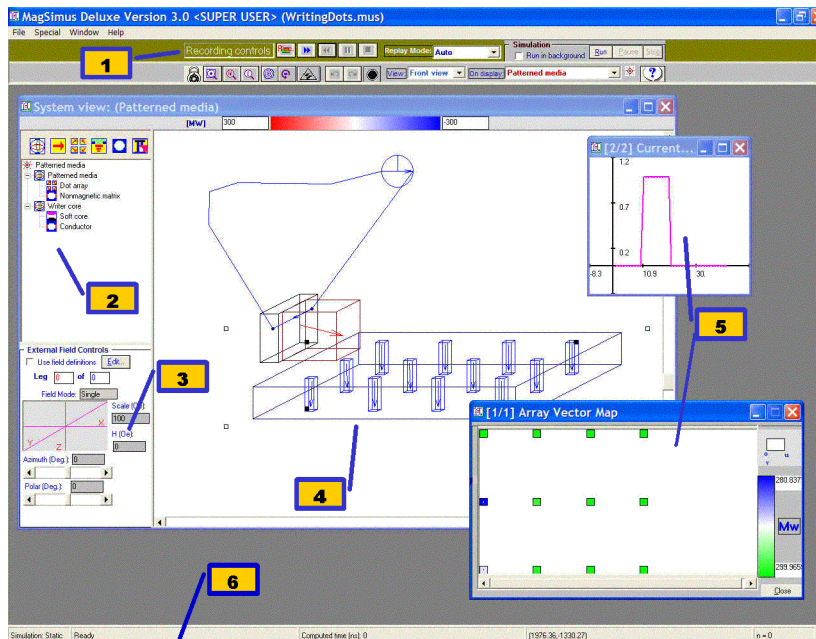 MagSimus Deluxe Version 3.0 <SUPER USER> (WritingDots.mus)
File Special Window Help
1
Recording controls Rec Replay Mode: Auto Simulation Run in background Run Pause Stop
View: Front view On display: Patterned media
System view: (Patterned media)
[MW] 300 -300
Patterned media
Patterned media
Dot array
Nonmagnetic matrix
Writer core
Soft core
Conductor
2
[2/2] Current...
1.2
0.7
0.2
-8.3 10.9 30.
5
External Field Controls
Use field definitions Edit...
Leg 0 of 0
Field Mode: Single
3
Scale (Oe):
100
H (Oe):
0
X
Y
Z
Azimuth (Deg.): 0
Polar (Deg.): 0
4
[1/1] Array Vector Map
280.837
Mw
299.965
Close
6
Simulation: Static Ready Computed time [ns]: 0 (1976.36,-1330.27) n = 0